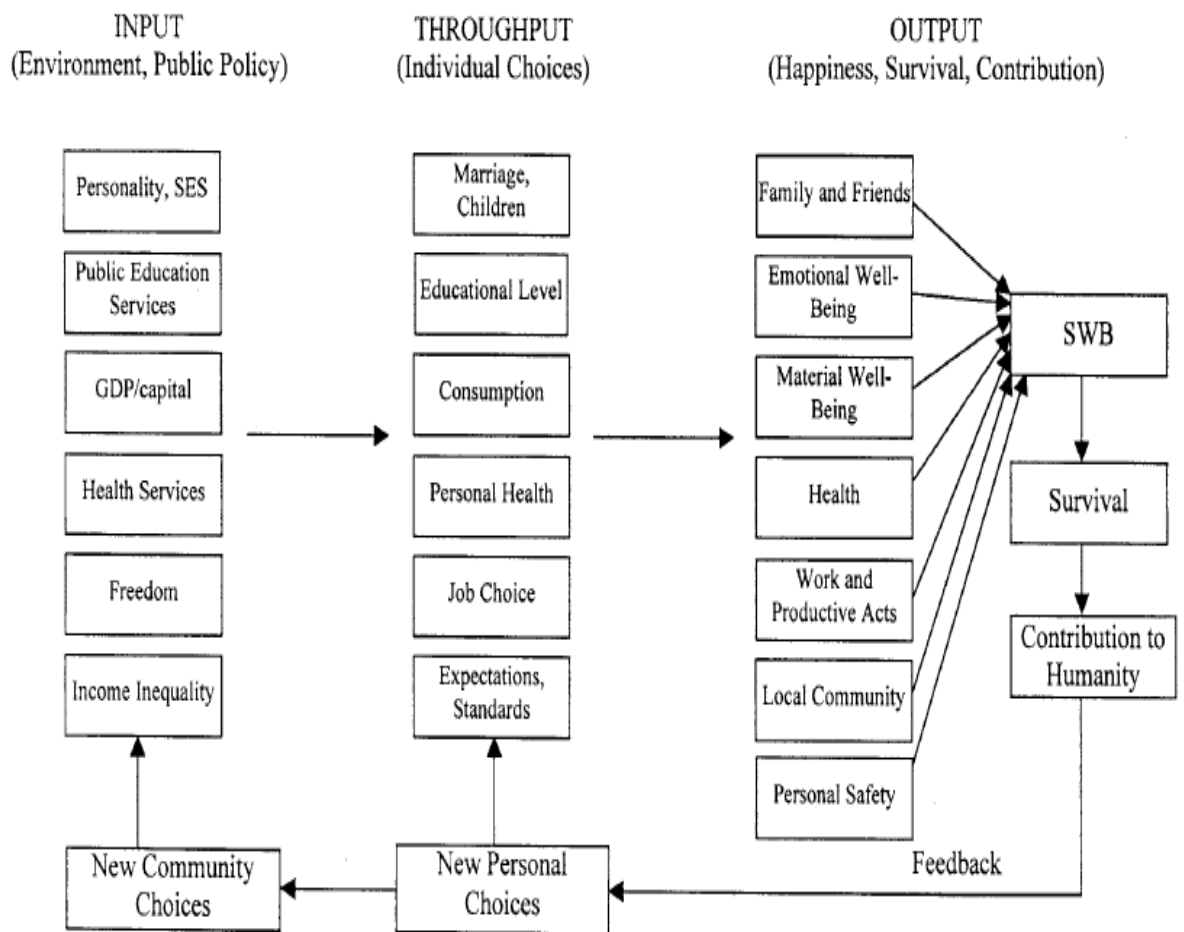 INPUT
(Environment, Public Policy)
THROUGHPUT
(Individual Choices)
OUTPUT
(Happiness, Survival, Contribution)
Personality, SES
Public Education
Services
GDP/capital
Health Services
Freedom
Income Inequality
Marriage,
Children
Educational Level
Consumption
Personal Health
Job Choice
Expectations,
Standards
Family and Friends
Emotional Well-
Being
Material Well-
Being
Health
Work and
Productive Acts
Local Community
Personal Safety
SWB
Survival
Contribution to
Humanity
Feedback
New Personal
Choices
New Community
Choices